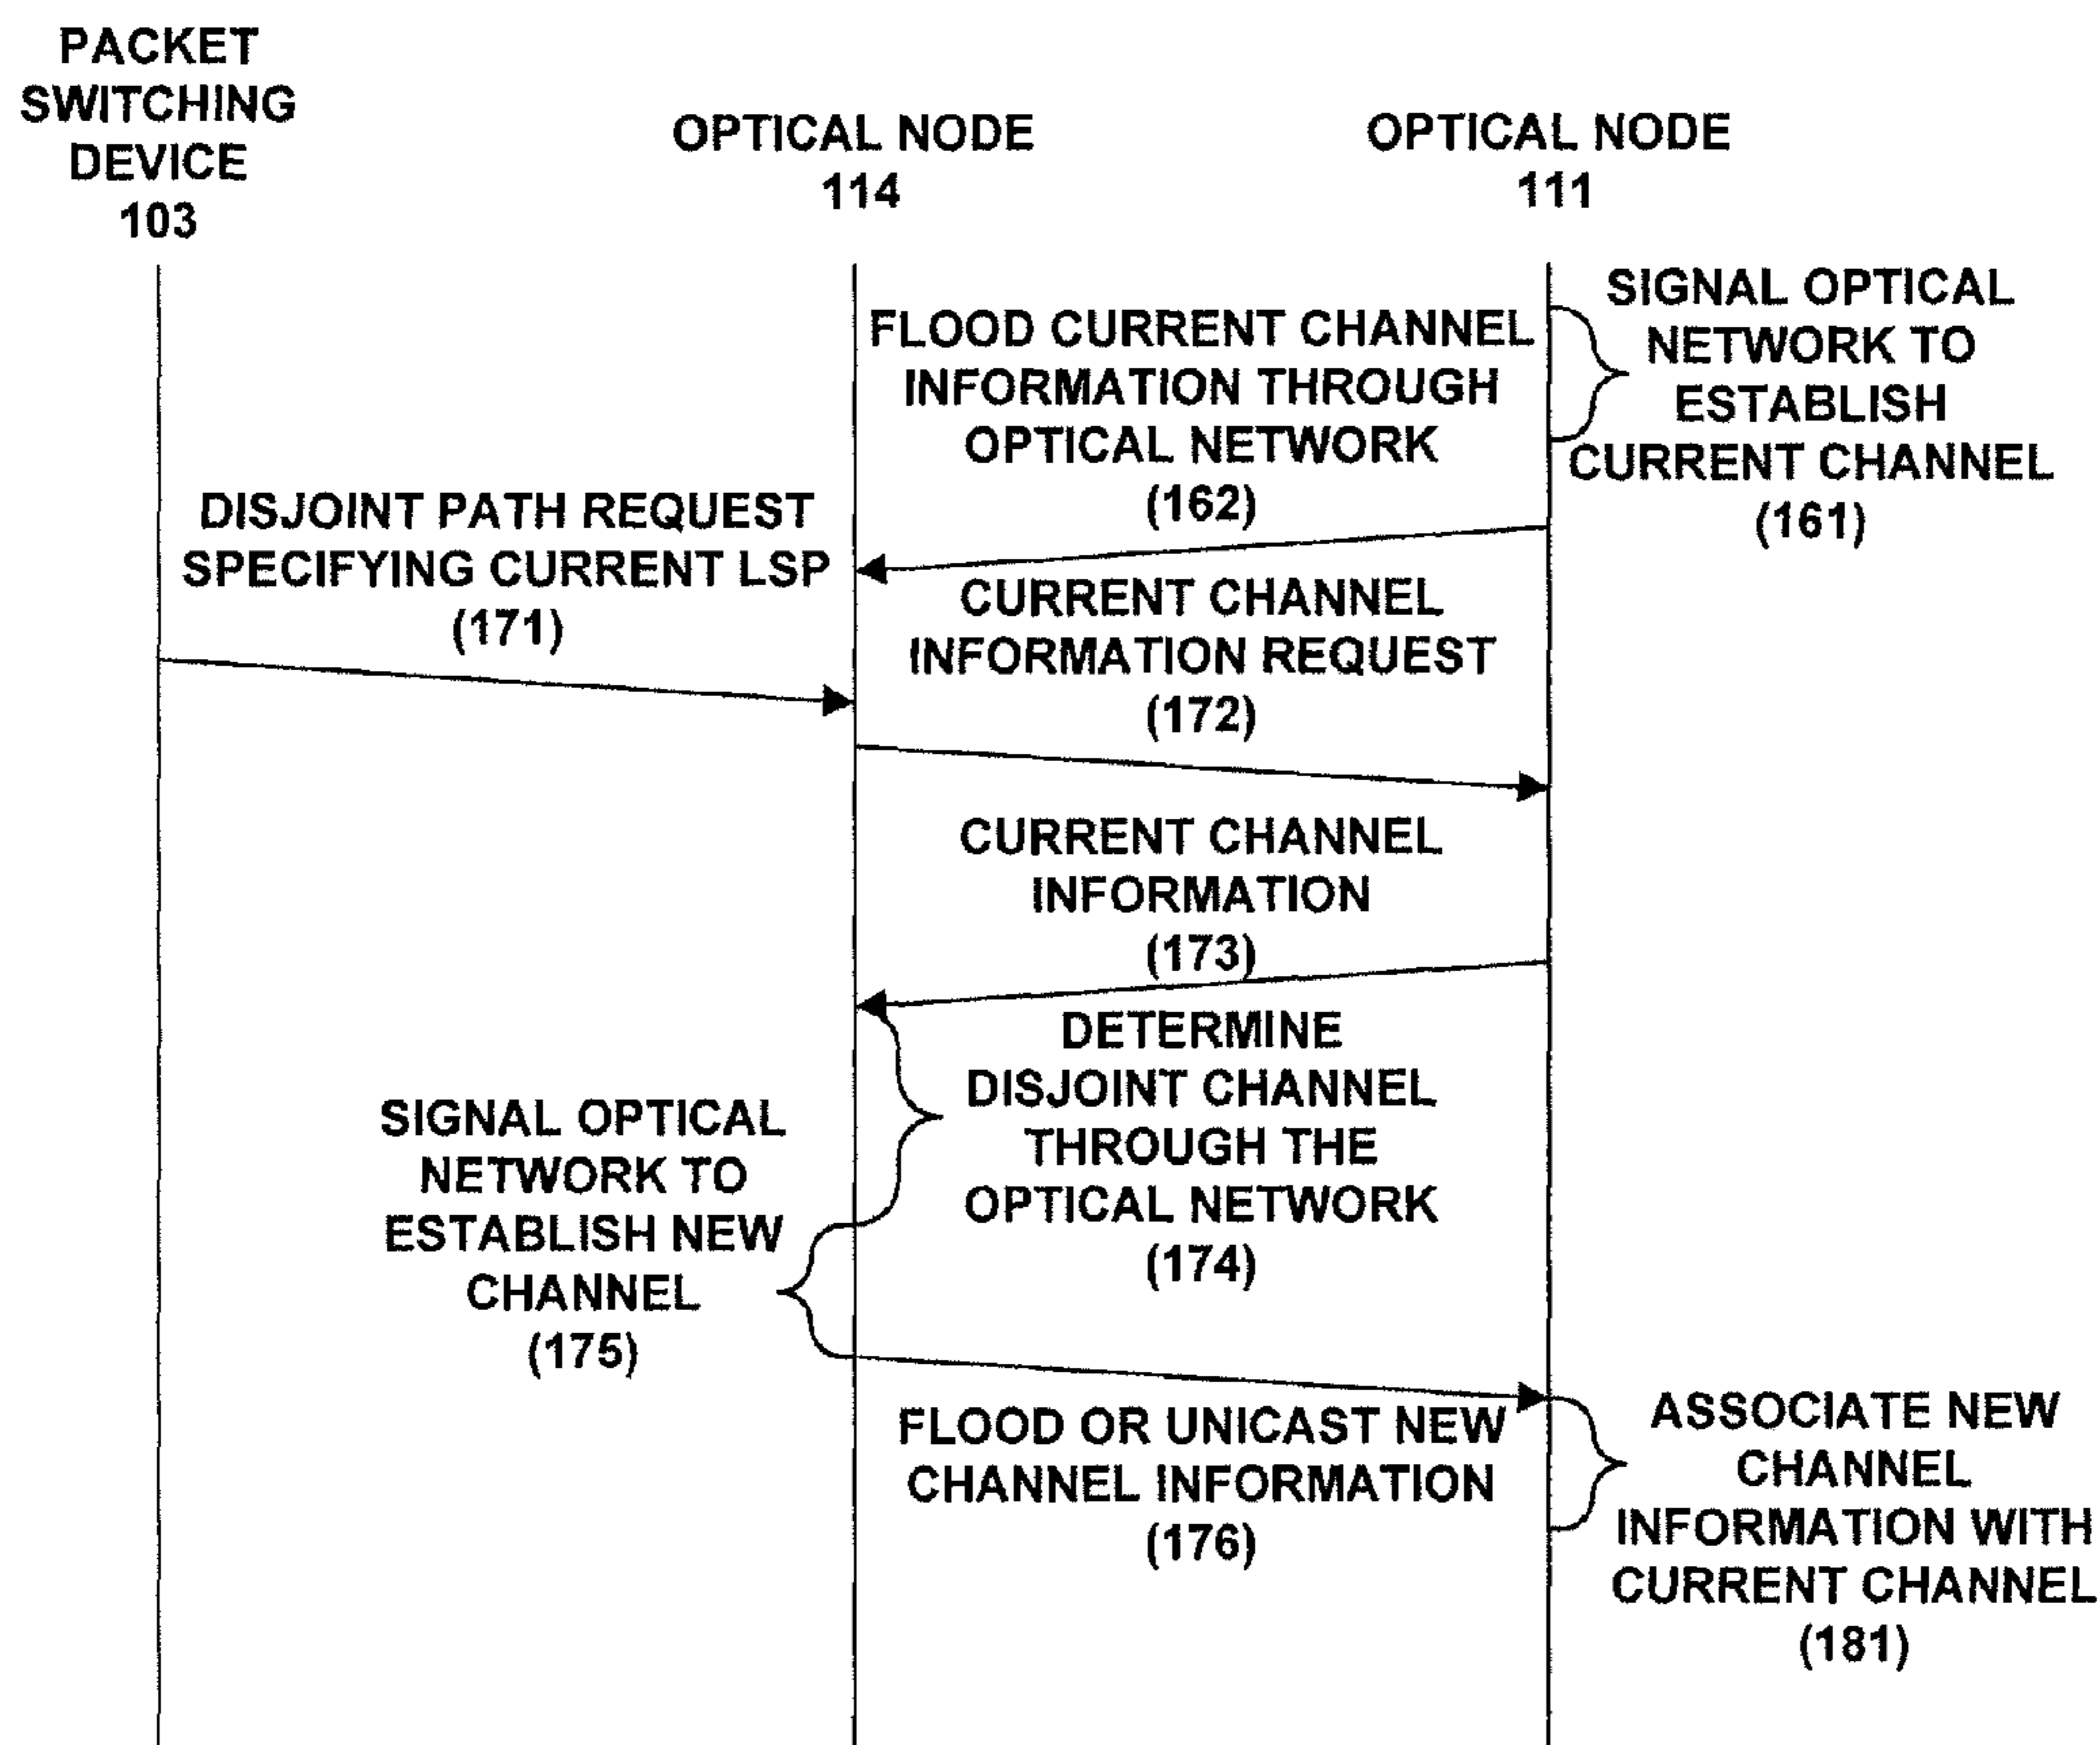 PACKET
SWITCHING
DEVICE
103
OPTICAL NODE
114
OPTICAL NODE
111
SIGNAL OPTICAL
NETWORK TO
ESTABLISH
CURRENT CHANNEL
(161)
FLOOD CURRENT CHANNEL
INFORMATION THROUGH
OPTICAL NETWORK
(162)
DISJOINT PATH REQUEST
SPECIFYING CURRENT LSP
(171)
CURRENT CHANNEL
INFORMATION REQUEST
(172)
CURRENT CHANNEL
INFORMATION
(173)
DETERMINE
DISJOINT CHANNEL
THROUGH THE
OPTICAL NETWORK
(174)
SIGNAL OPTICAL
NETWORK TO
ESTABLISH NEW
CHANNEL
(175)
FLOOD OR UNICAST NEW
CHANNEL INFORMATION
(176)
ASSOCIATE NEW
CHANNEL
INFORMATION WITH
CURRENT CHANNEL
(181)